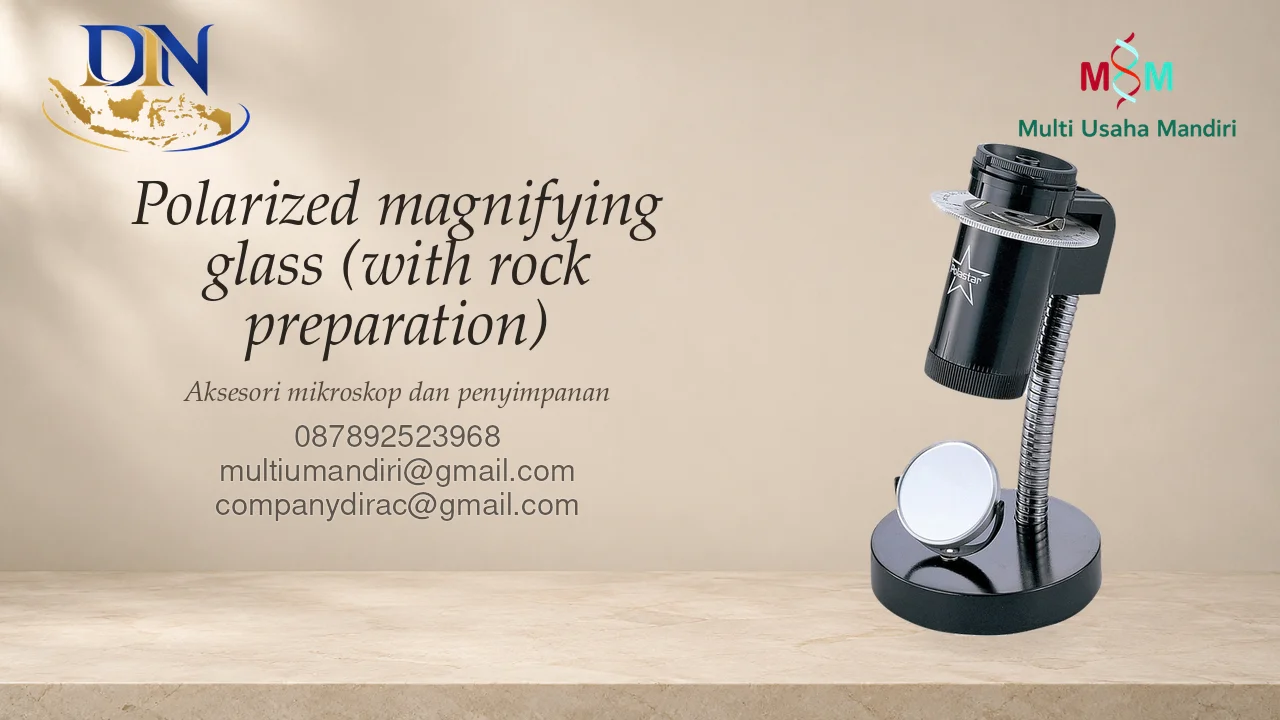 DN
M M
Multi Usaha Mandiri
Polarized magnifying
glass (with rock
preparation)
Aksesori mikroskop dan penyimpanan
087892523968
multiumandiri@gmail.com
companydirac@gmail.com
Polastar